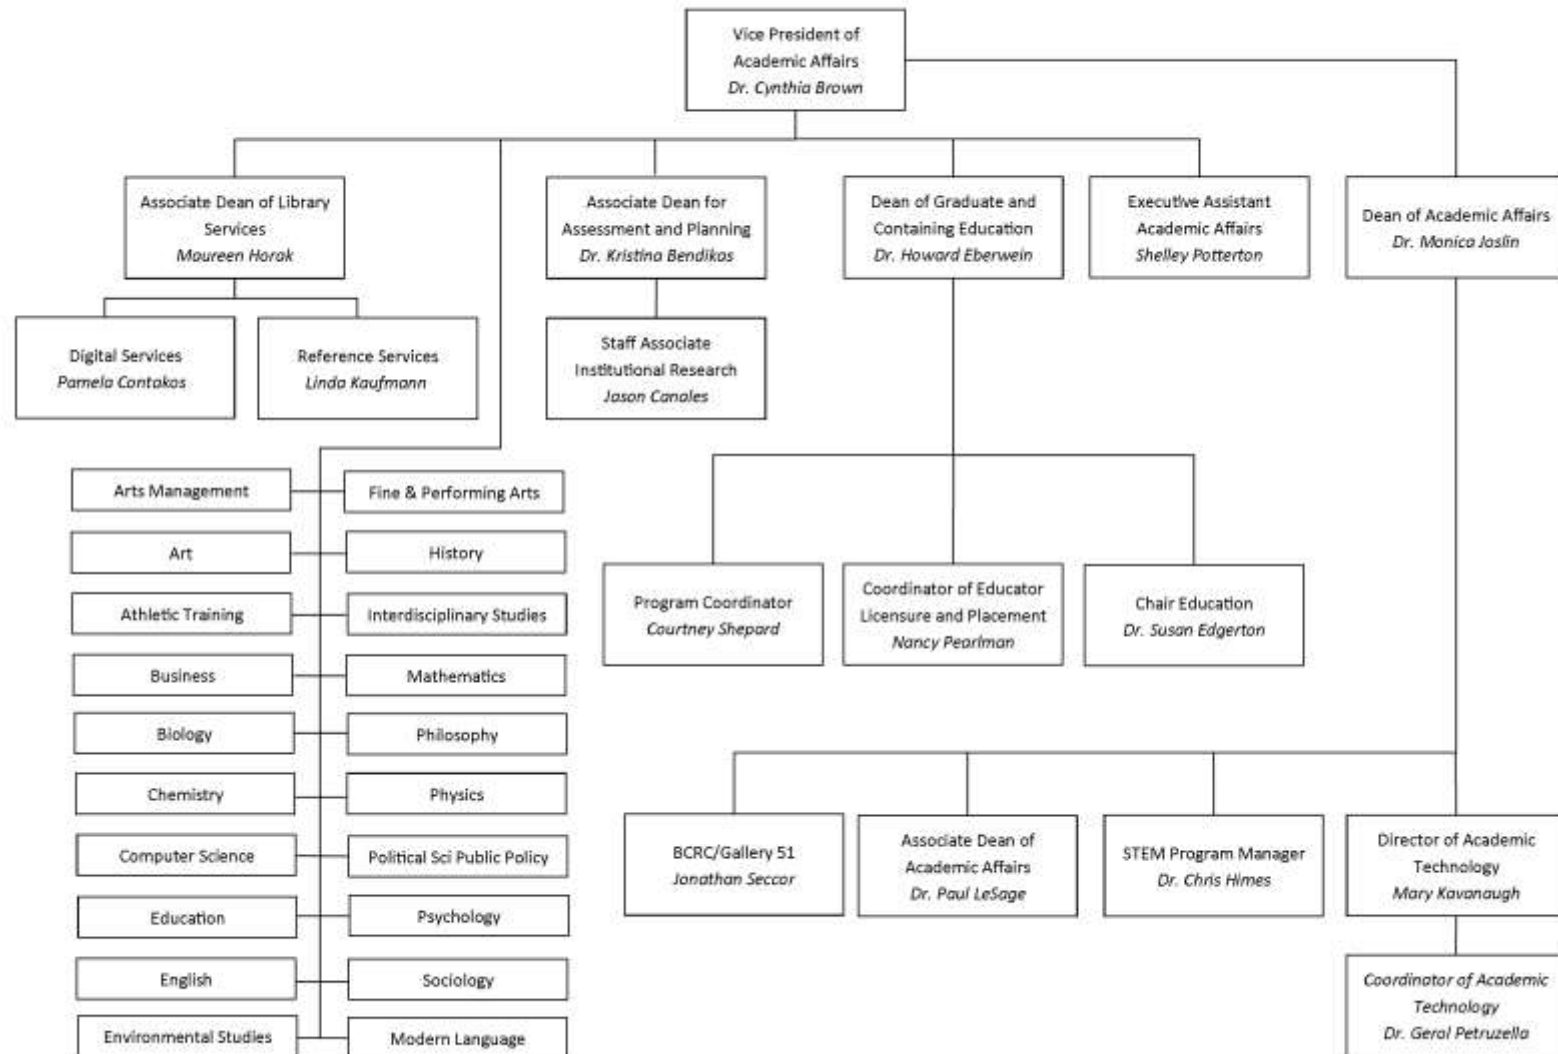 Vice President of
Academic Affairs
Dr. Cynthia Brown
Associate Dean of Library
Services
Maureen Horak
Associate Dean for
Assessment and Planning
Dr. Kristina Bendikas
Dean of Graduate and
Containing Education
Dr. Howard Eberwein
Executive Assistant
Academic Affairs
Shelley Potterton
Dean of Academic Affairs
Dr. Monica Joslin
Digital Services
Pamela Contakos
Reference Services
Linda Kaufmann
Staff Associate
Institutional Research
Jason Canales
Arts Management
Fine & Performing Arts
Art
History
Athletic Training
Interdisciplinary Studies
Business
Mathematics
Biology
Philosophy
Chemistry
Physics
Computer Science
Political Sci Public Policy
Education
Psychology
English
Sociology
Environmental Studies
Modern Language
Program Coordinator
Courtney Shepard
Coordinator of Educator
Licensure and Placement
Nancy Pearlman
Chair Education
Dr. Susan Edgerton
BCRC/Gallery 51
Jonathan Seccor
Associate Dean of
Academic Affairs
Dr. Paul LeSage
STEM Program Manager
Dr. Chris Himes
Director of Academic
Technology
Mary Kavanaugh
Coordinator of Academic
Technology
Dr. Gerol Petruzella